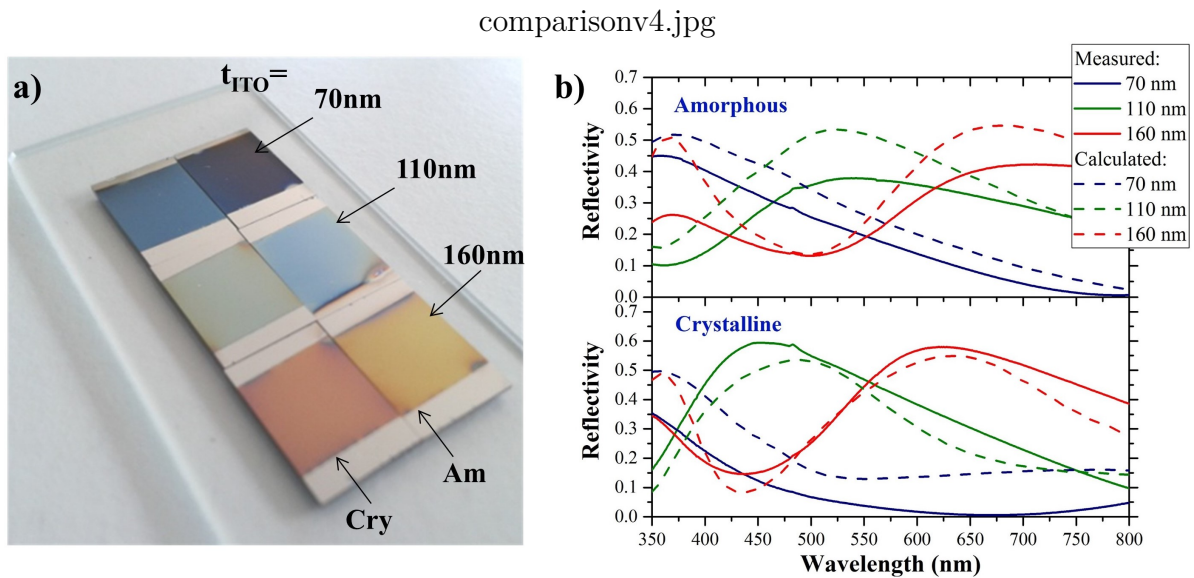 comparisonv4.jpg
a)
t_ITO=
70nm
110nm
160nm
Am
Cry
b)
Measured:
70 nm
110 nm
160 nm
Calculated:
70 nm
110 nm
160 nm
Amorphous
Reflectivity
0.7
0.6
0.5
0.4
0.3
0.2
0.1
0.0
Crystalline
Reflectivity
0.6
0.5
0.4
0.3
0.2
0.1
0.0
350 400 450 500 550 600 650 700 750 800
Wavelength (nm)